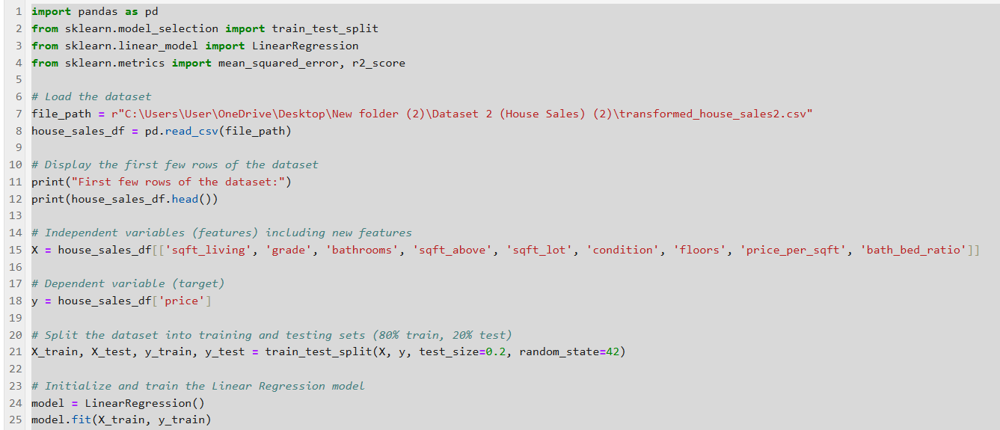 1 import pandas as pd
2 from sklearn.model_selection import train_test_split
3 from sklearn.linear_model import LinearRegression
4 from sklearn.metrics import mean_squared_error, r2_score
5
6 # Load the dataset
7 file_path = r"C:\Users\User\OneDrive\Desktop\New folder (2)\Dataset 2 (House Sales) (2)\transformed_house_sales2.csv"
8 house_sales_df = pd.read_csv(file_path)
9
10 # Display the first few rows of the dataset
11 print("First few rows of the dataset:")
12 print(house_sales_df.head())
13
14 # Independent variables (features) including new features
15 X = house_sales_df[['sqft_living', 'grade', 'bathrooms', 'sqft_above', 'sqft_lot', 'condition', 'floors', 'price_per_sqft', 'bath_bed_ratio']]
16
17 # Dependent variable (target)
18 y = house_sales_df['price']
19
20 # Split the dataset into training and testing sets (80% train, 20% test)
21 X_train, X_test, y_train, y_test = train_test_split(X, y, test_size=0.2, random_state=42)
22
23 # Initialize and train the Linear Regression model
24 model = LinearRegression()
25 model.fit(X_train, y_train)